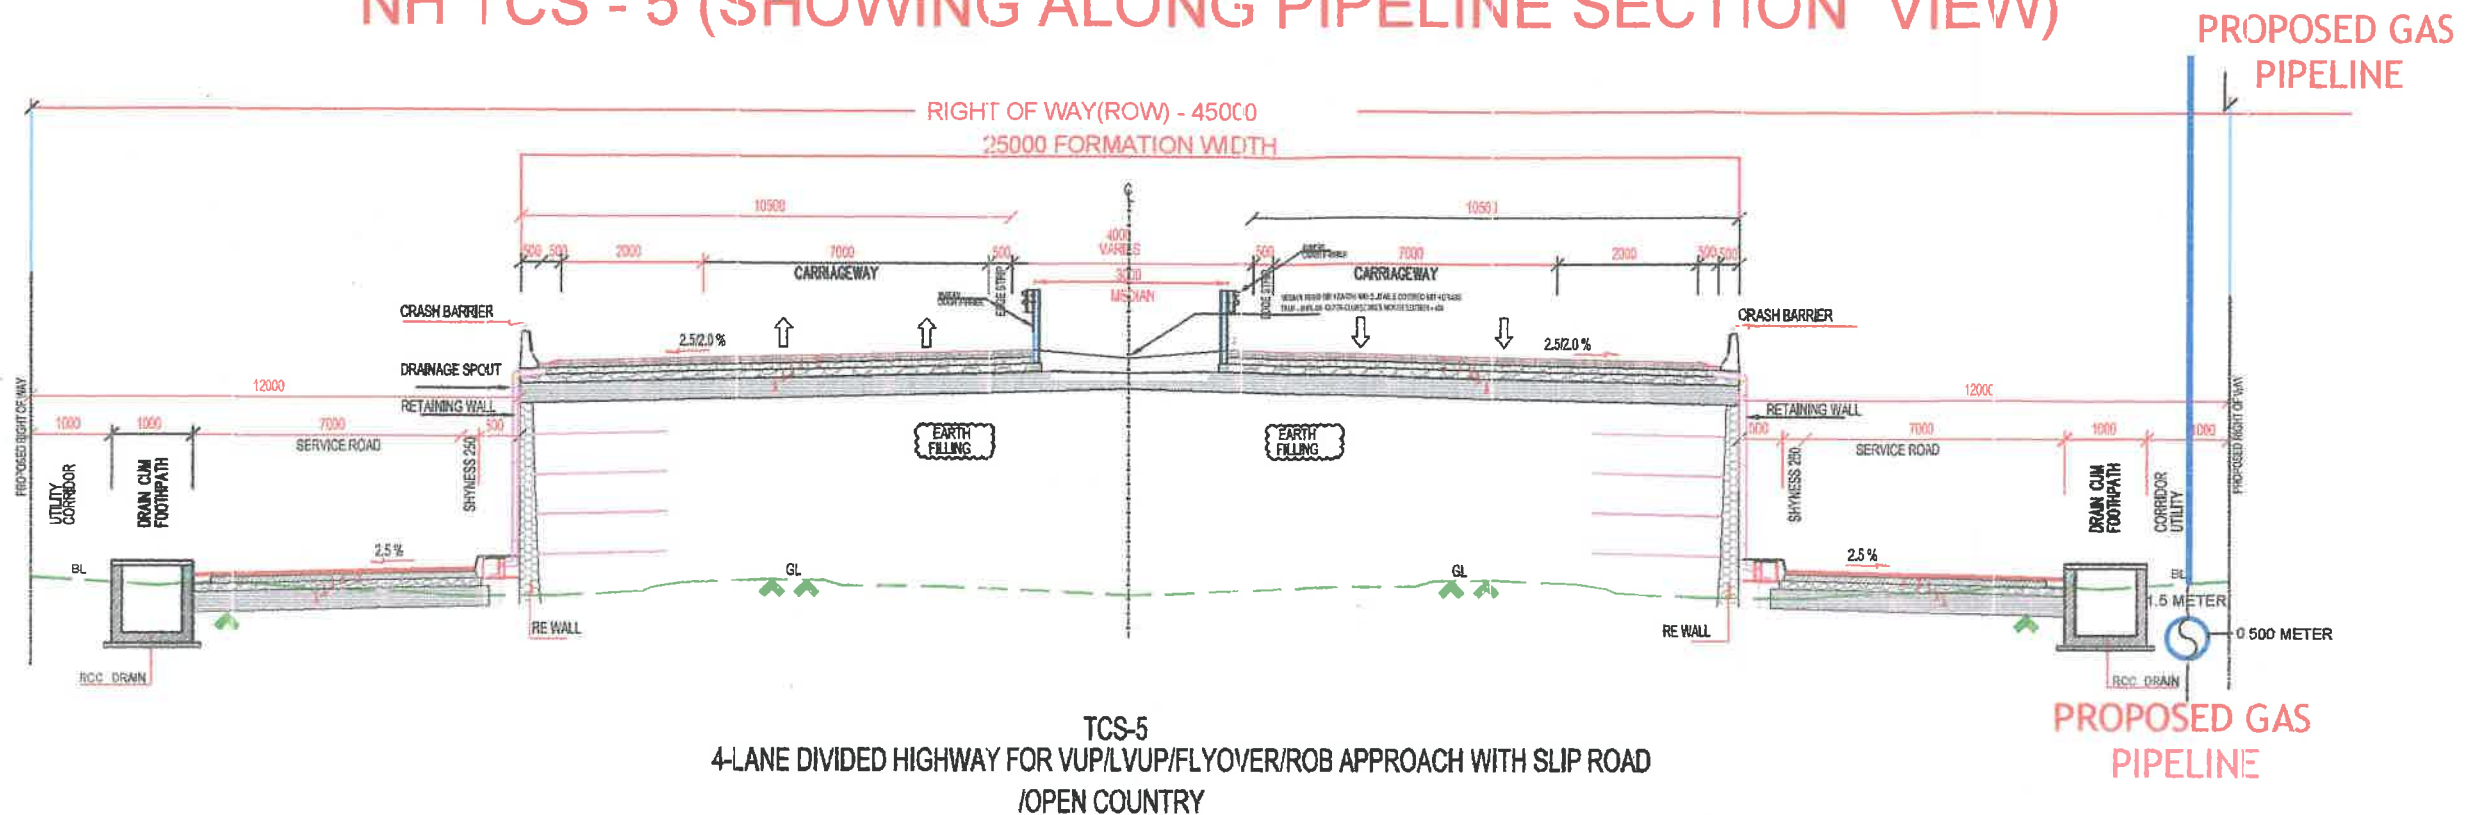 NH TCS - 5 (SHOWING ALONG PIPELINE SECTION VIEW)
PROPOSED GAS
PIPELINE
RIGHT OF WAY(ROW) - 45000
25000 FORMATION WIDTH
10500
10500
500 500 2000 7000 500
4000
VARIES
500 7000 2000 500 500
CARRIAGEWAY
CARRIAGEWAY
3000
MEDIAN
EDGE STRIP
EDGE STRIP
CRASH BARRIER
CRASH BARRIER
2.5/2.0 %
2.5/2.0 %
DRAINAGE SPOUT
12000
12000
RETAINING WALL
RETAINING WALL
1000 1000 7000 500
500 7000 1000 1000
SERVICE ROAD
SERVICE ROAD
EARTH
FILLING
EARTH
FILLING
PROPOSED RIGHT OF WAY
UTILITY
CORRIDOR
DRAIN CUM
FOOTHPATH
SHYNESS 250
SHYNESS 250
DRAIN CUM
FOOTHPATH
CORRIDOR
UTILITY
PROPOSED RIGHT OF WAY
2.5 %
2.5 %
BL
GL
GL
BL
1.5 METER
RE WALL
RE WALL
0 500 METER
RCC DRAIN
RCC DRAIN
PROPOSED GAS
PIPELINE
TCS-5
4-LANE DIVIDED HIGHWAY FOR VUP/LVUP/FLYOVER/ROB APPROACH WITH SLIP ROAD
/OPEN COUNTRY